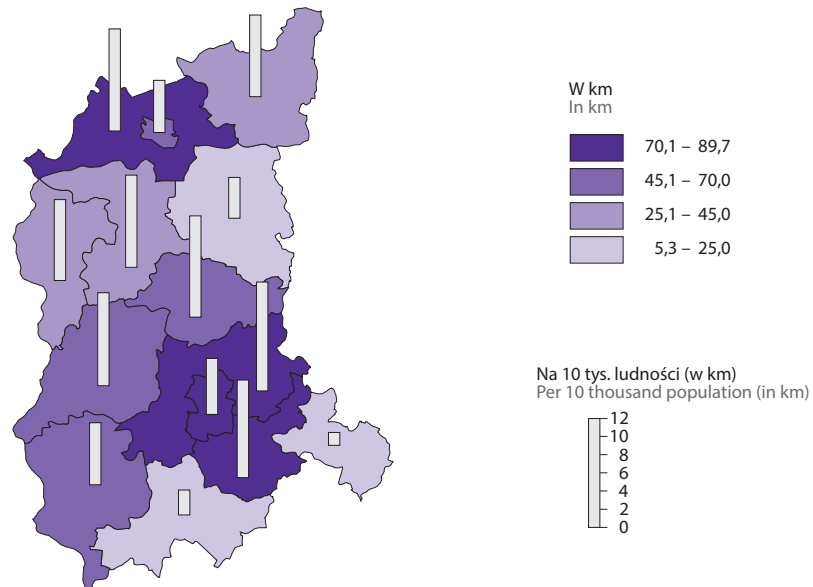 W km
In km
70,1 – 89,7
45,1 – 70,0
25,1 – 45,0
5,3 – 25,0
Na 10 tys. ludności (w km)
Per 10 thousand population (in km)
12
10
8
6
4
2
0